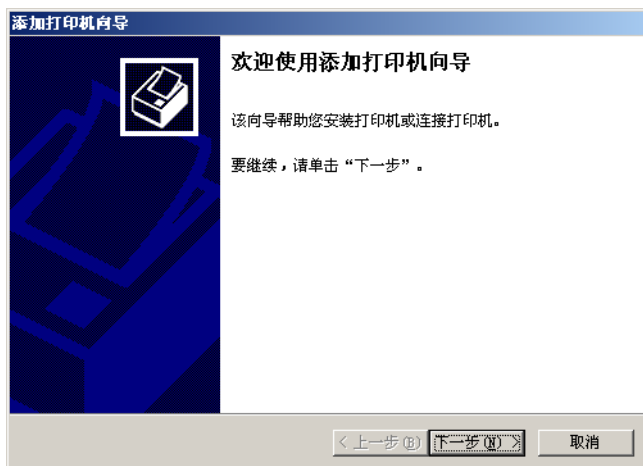 添加打印机向导
欢迎使用添加打印机向导
该向导帮助您安装打印机或连接打印机。
要继续，请单击“下一步”。
< 上一步(B) 下一步(N) > 取消